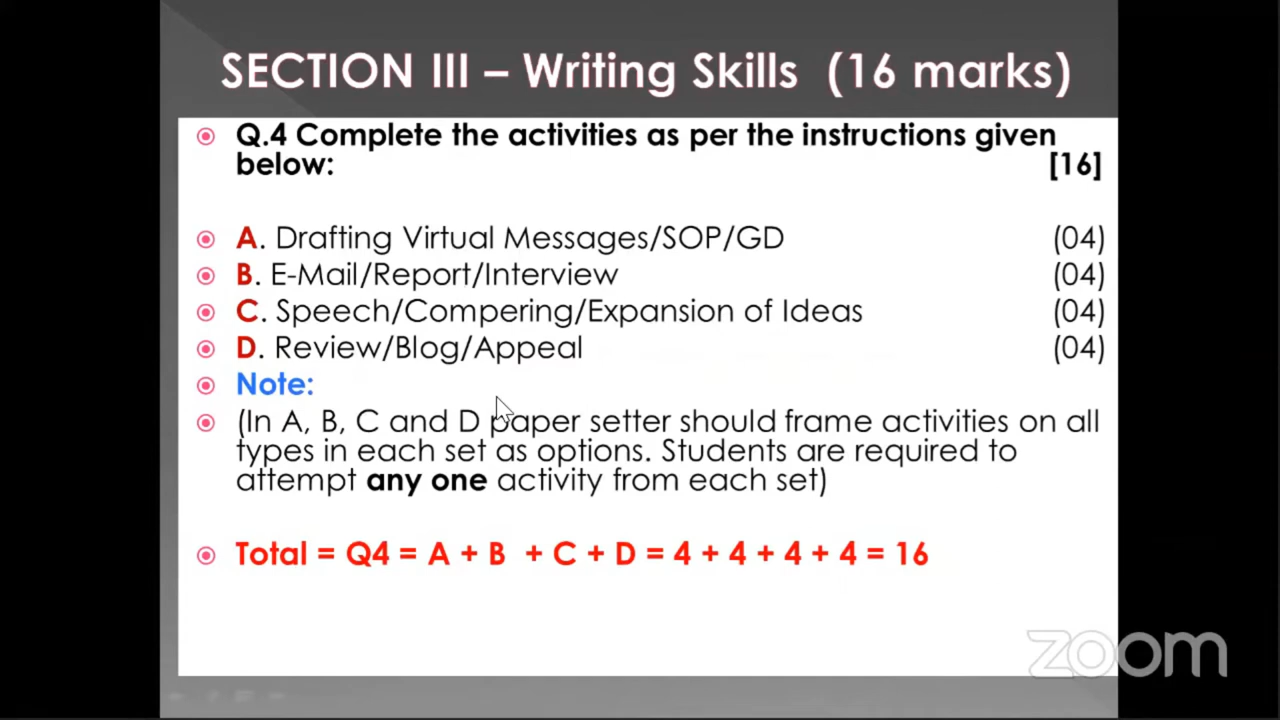 SECTION III – Writing Skills (16 marks)
Q.4 Complete the activities as per the instructions given
below: [16]
A. Drafting Virtual Messages/SOP/GD (04)
B. E-Mail/Report/Interview (04)
C. Speech/Compering/Expansion of Ideas (04)
D. Review/Blog/Appeal (04)
Note:
(In A, B, C and D paper setter should frame activities on all
types in each set as options. Students are required to
attempt any one activity from each set)
Total = Q4 = A + B + C + D = 4 + 4 + 4 + 4 = 16
zoom